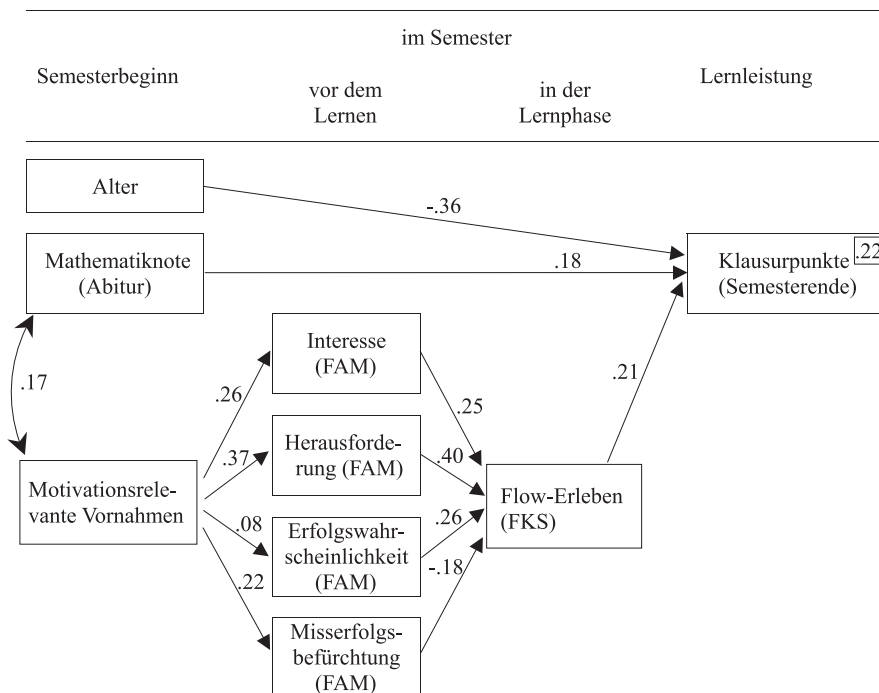 im Semester
Semesterbeginn
vor dem
Lernen
in der
Lernphase
Lernleistung
Alter
-.36
Mathematiknote
(Abitur)
.18
Klausurpunkte
(Semesterende)
.22
.17
Interesse
(FAM)
.26
.25
.21
Herausforde-
rung (FAM)
.37
.40
Motivationsrele-
vante Vornahmen
Flow-Erleben
(FKS)
.08
Erfolgswahr-
scheinlichkeit
(FAM)
.26
.22
-.18
Misserfolgs-
befürchtung
(FAM)